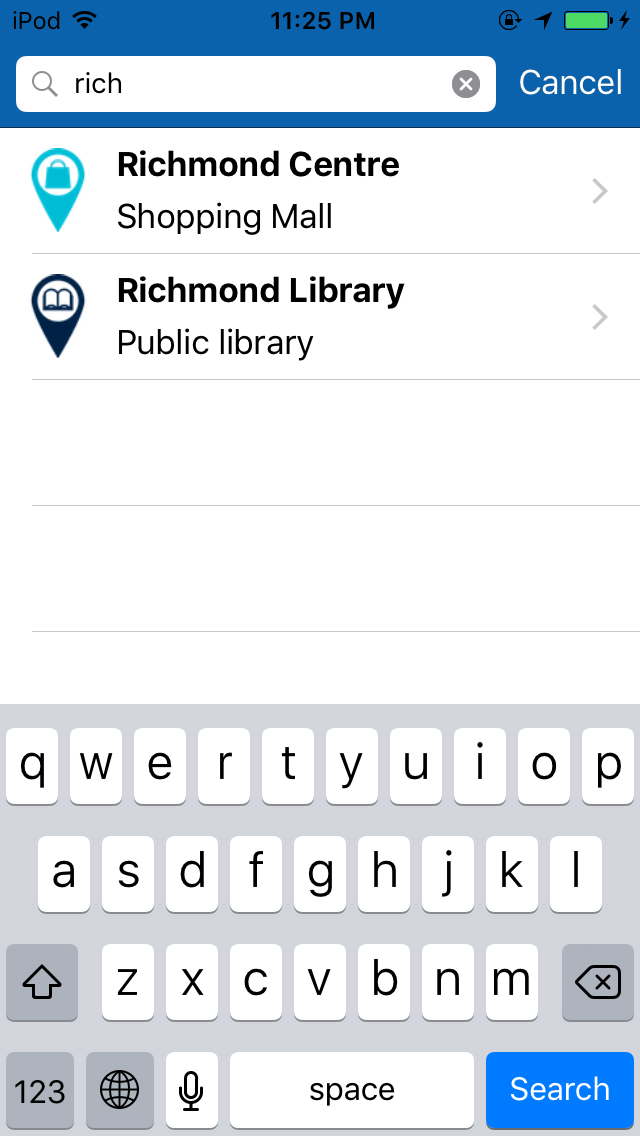 iPod 11:25 PM
rich Cancel
Richmond Centre
Shopping Mall
Richmond Library
Public library
q w e r t y u i o p
a s d f g h j k l
z x c v b n m
123 space Search